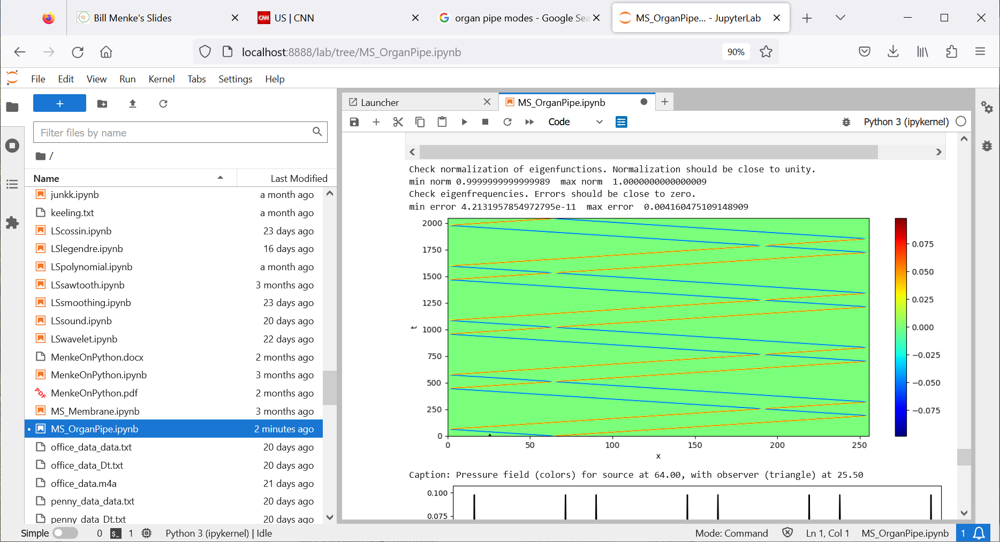 Bill Menke's Slides
CNN US | CNN
organ pipe modes - Google Sea
MS_OrganPipe... - JupyterLab
localhost:8888/lab/tree/MS_OrganPipe.ipynb
90%
File Edit View Run Kernel Tabs Settings Help
Filter files by name
/
Name Last Modified
junkk.ipynb a month ago
keeling.txt a month ago
LScossin.ipynb 23 days ago
LSlegendre.ipynb 16 days ago
LSpolynomial.ipynb a month ago
LSsawtooth.ipynb 3 months ago
LSsmoothing.ipynb 23 days ago
LSsound.ipynb 20 days ago
LSwavelet.ipynb 22 days ago
MenkeOnPython.docx 2 months ago
MenkeOnPython.ipynb 3 months ago
PDF MenkeOnPython.pdf 2 months ago
MS_Membrane.ipynb 3 months ago
MS_OrganPipe.ipynb 2 minutes ago
office_data_data.txt 20 days ago
office_data_Dt.txt 20 days ago
office_data.m4a 21 days ago
penny_data_data.txt 20 days ago
penny_data_Dt.txt 20 days ago
Launcher
MS_OrganPipe.ipynb
Code
Python 3 (ipykernel)
Check normalization of eigenfunctions. Normalization should be close to unity.
min norm 0.9999999999999989  max norm  1.0000000000000009
Check eigenfrequencies. Errors should be close to zero.
min error 4.2131957854972795e-11  max error  0.004160475109148909
2000
1750
1500
1250
1000
750
500
250
0
t
0 50 100 150 200 250
x
0.075
0.050
0.025
0.000
−0.025
−0.050
−0.075
Caption: Pressure field (colors) for source at 64.00, with observer (triangle) at 25.50
0.100
0.075
Simple 0 $_ 1 Python 3 (ipykernel) | Idle
Mode: Command Ln 1, Col 1 MS_OrganPipe.ipynb 1